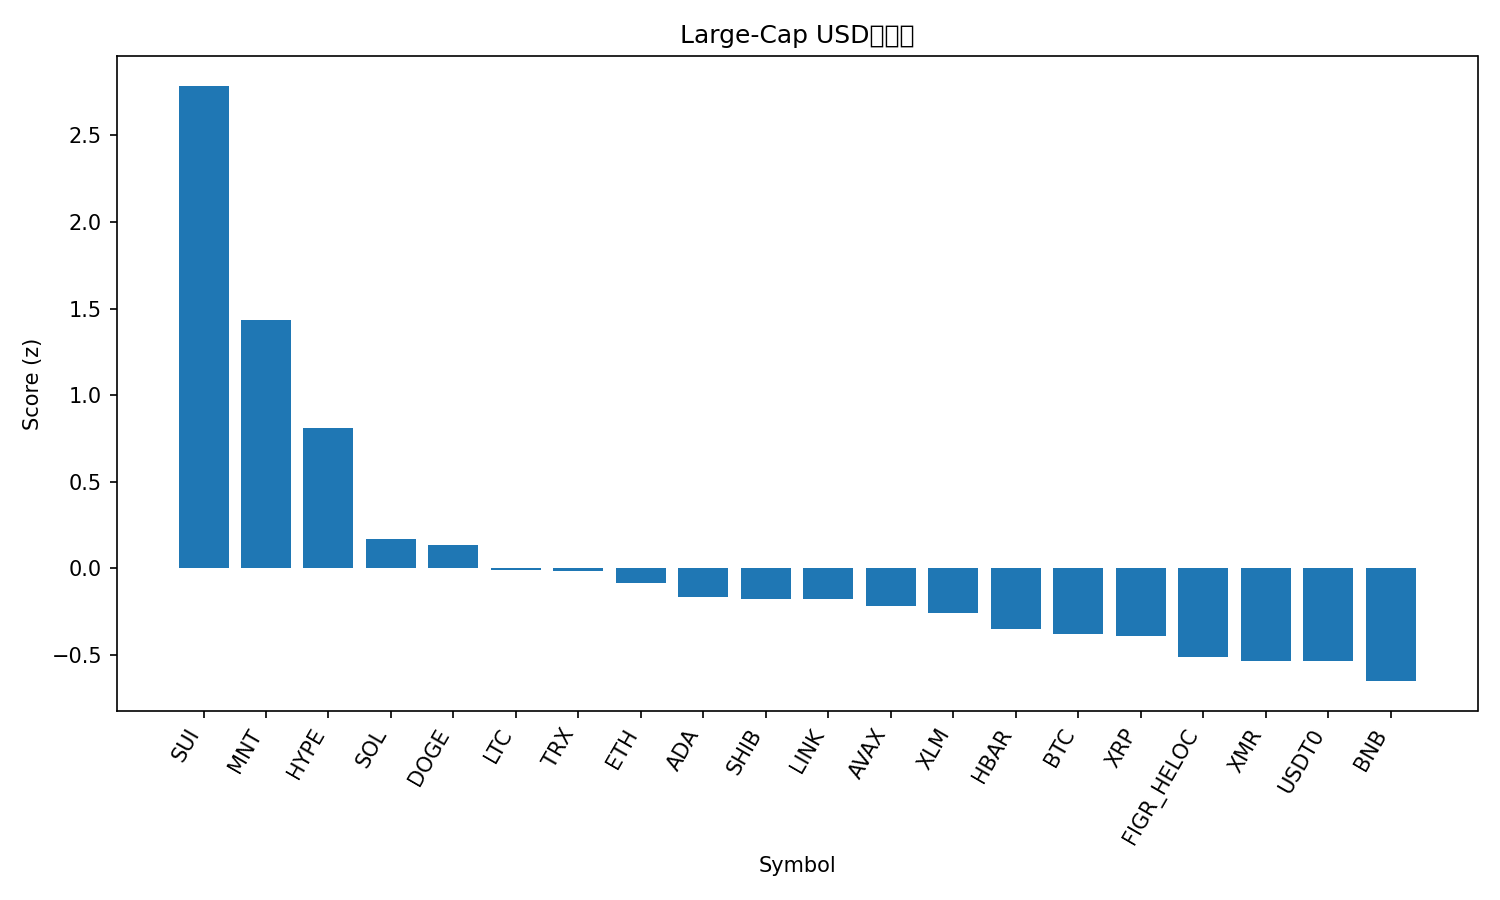 Large-Cap USD
2.5
2.0
1.5
1.0
0.5
0.0
−0.5
Score (z)
SUI
MNT
HYPE
SOL
DOGE
LTC
TRX
ETH
ADA
SHIB
LINK
AVAX
XLM
HBAR
BTC
XRP
FIGR_HELOC
XMR
USDT0
BNB
Symbol